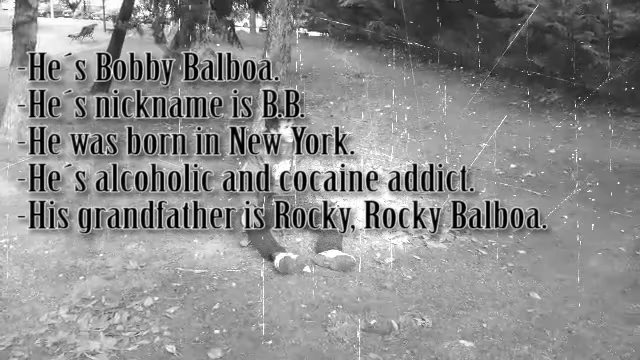 -He´s Bobby Balboa.
-He´s nickname is B.B.
-He was born in New York.
-He´s alcoholic and cocaine addict.
-His grandfather is Rocky, Rocky Balboa.